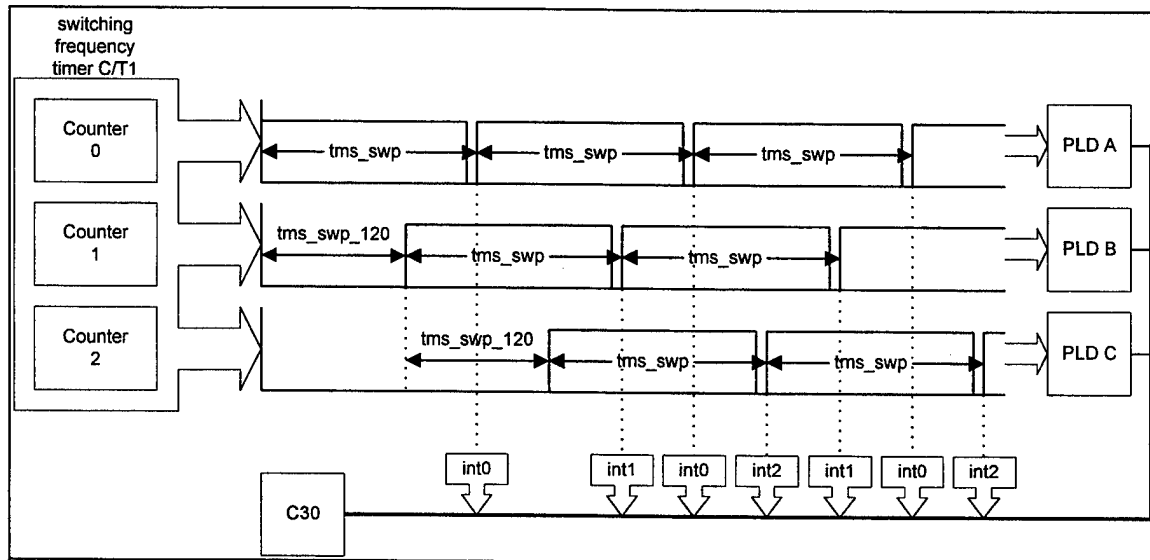 switching
frequency
timer C/T1
Counter
0
tms_swp
tms_swp
tms_swp
PLD A
Counter
1
tms_swp_120
tms_swp
tms_swp
PLD B
Counter
2
tms_swp_120
tms_swp
tms_swp
PLD C
int0
int1
int0
int2
int1
int0
int2
C30